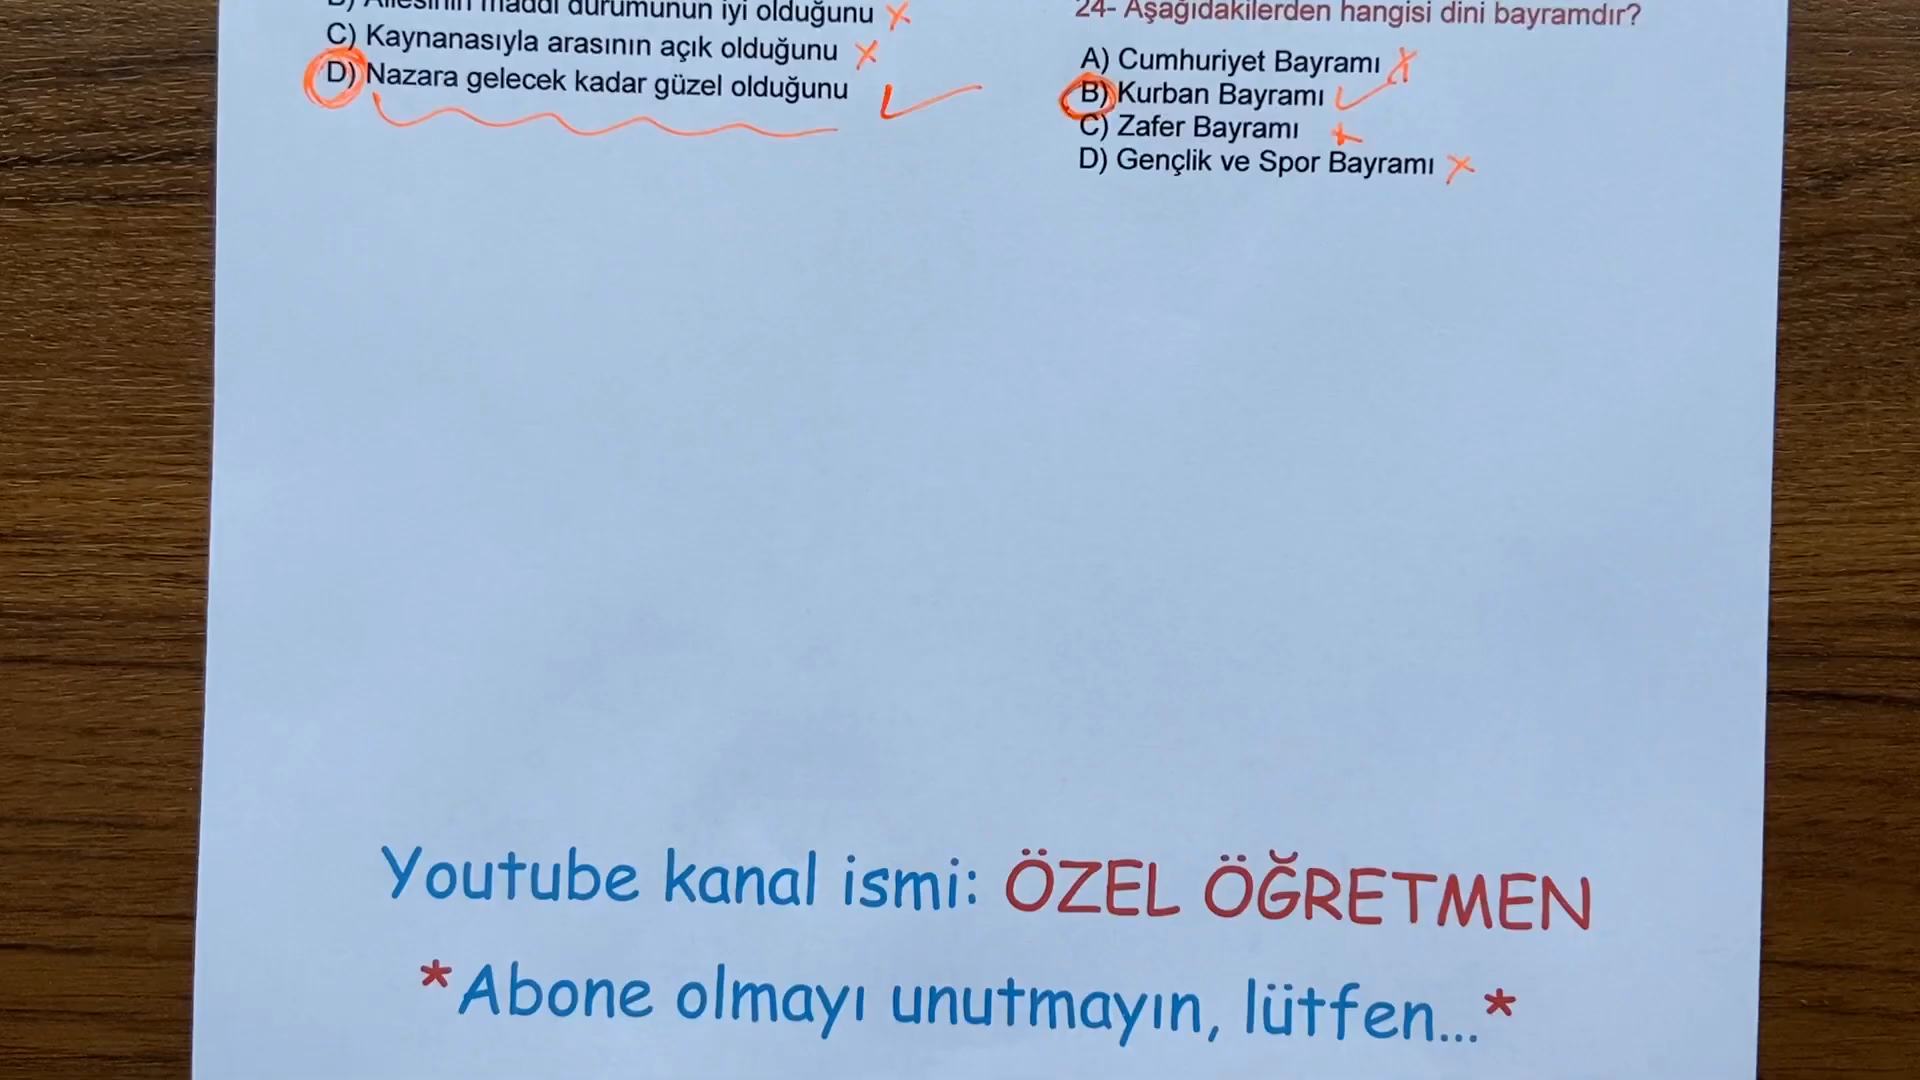 B) Ailesinin maddi durumunun iyi olduğunu
C) Kaynanasıyla arasının açık olduğunu
D) Nazara gelecek kadar güzel olduğunu
24- Aşağıdakilerden hangisi dini bayramdır?
A) Cumhuriyet Bayramı
B) Kurban Bayramı
C) Zafer Bayramı
D) Gençlik ve Spor Bayramı
Youtube kanal ismi: ÖZEL ÖĞRETMEN
*Abone olmayı unutmayın, lütfen...*